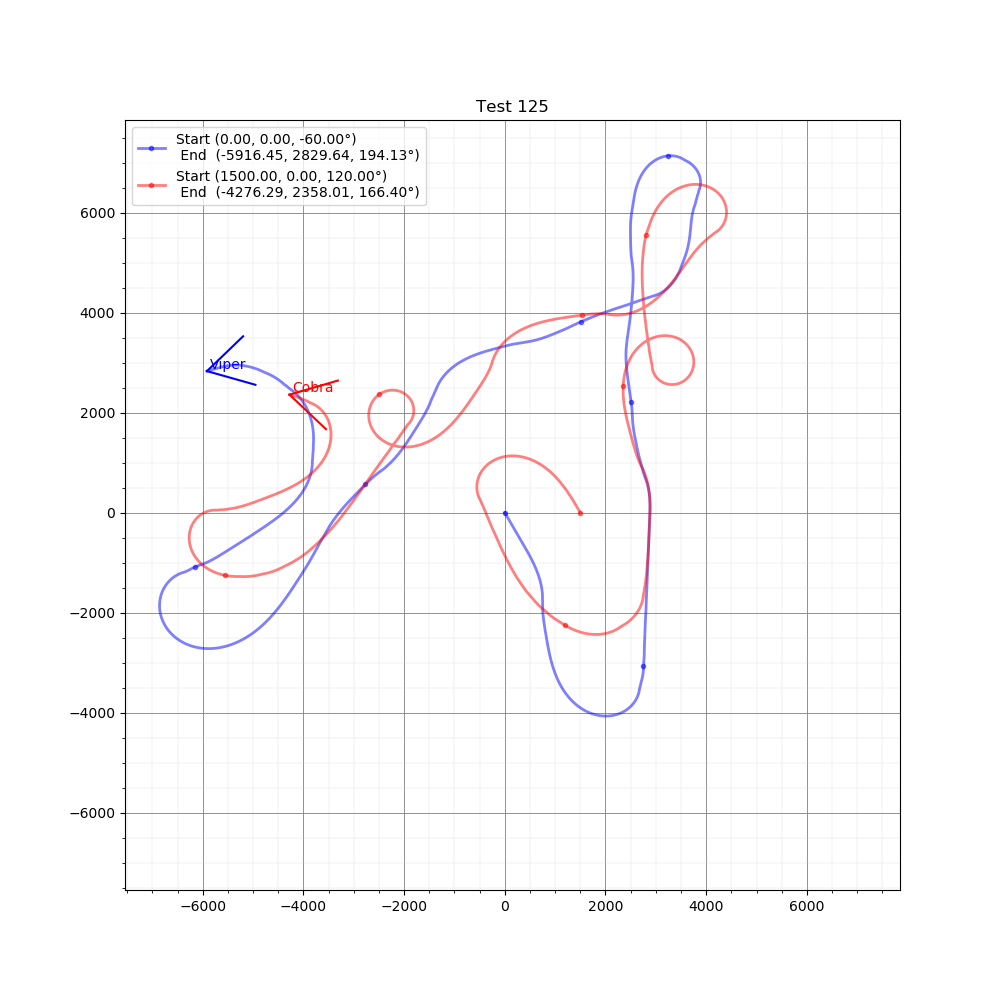 Test 125
Start (0.00, 0.00, -60.00°)
End  (-5916.45, 2829.64, 194.13°)
Start (1500.00, 0.00, 120.00°)
End  (-4276.29, 2358.01, 166.40°)
6000
4000
Viper
Cobra
2000
0
−2000
−4000
−6000
−6000 −4000 −2000 0 2000 4000 6000